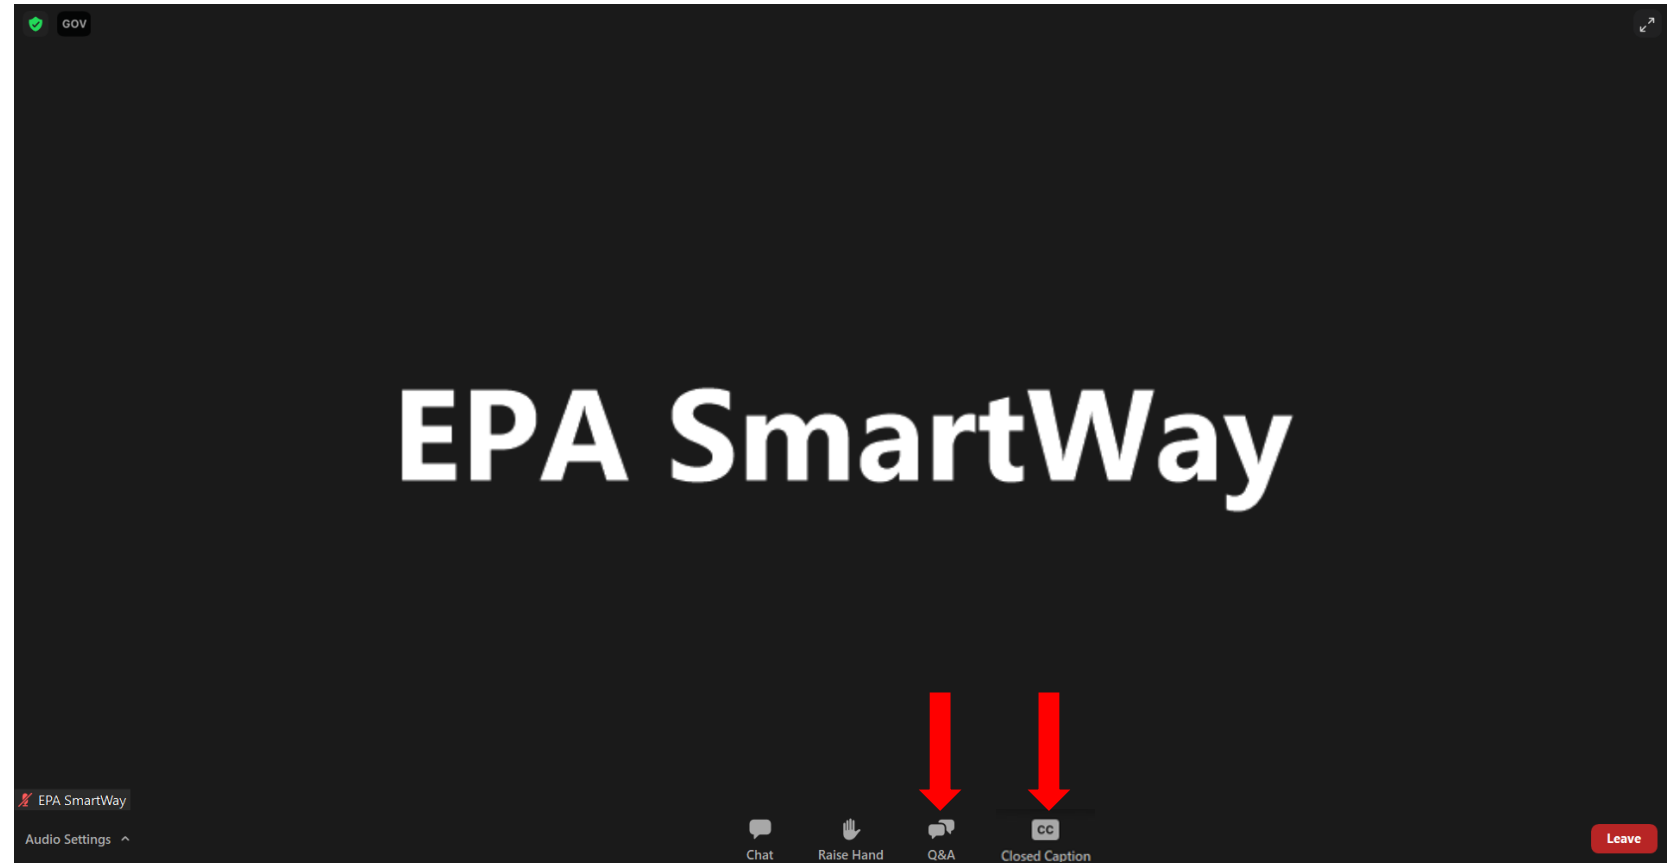 GOV
EPA SmartWay
EPA SmartWay
Audio Settings
Chat
Raise Hand
Q&A
CC
Closed Caption
Leave